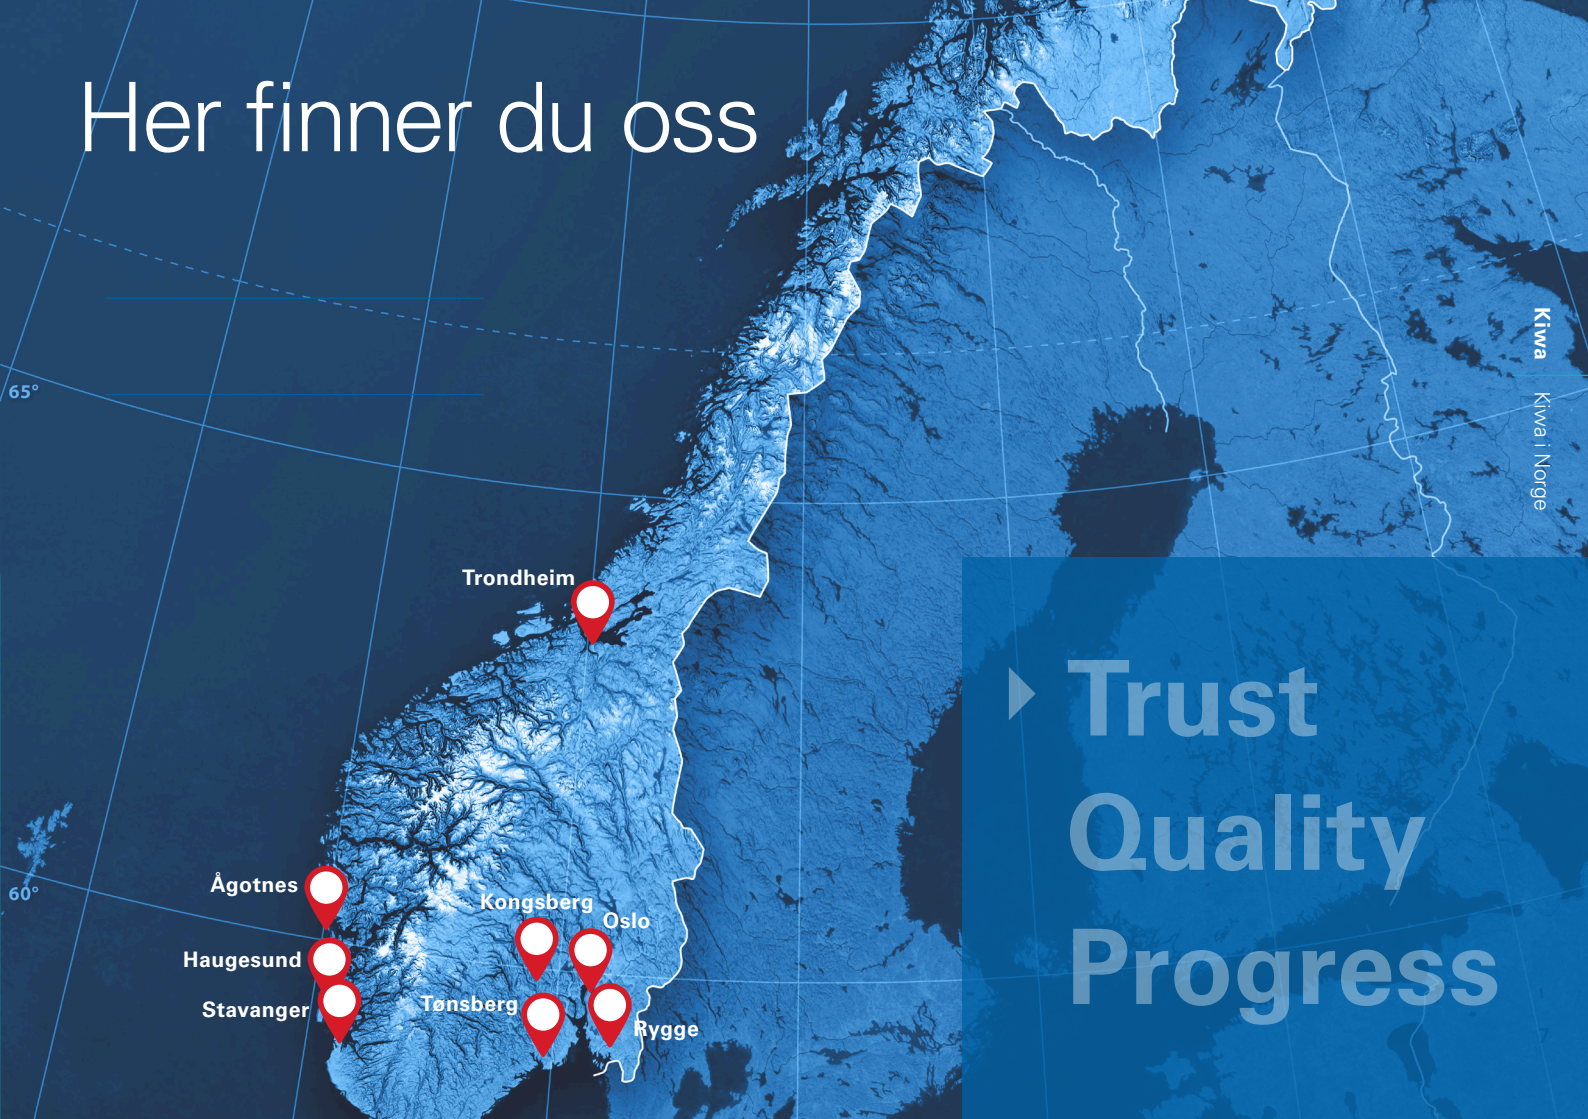 Her finner du oss
65°
Kiwa Kiwa i Norge
Trondheim
Trust
Quality
Progress
60°
Ågotnes
Kongsberg
Oslo
Haugesund
Stavanger
Tønsberg
Rygge